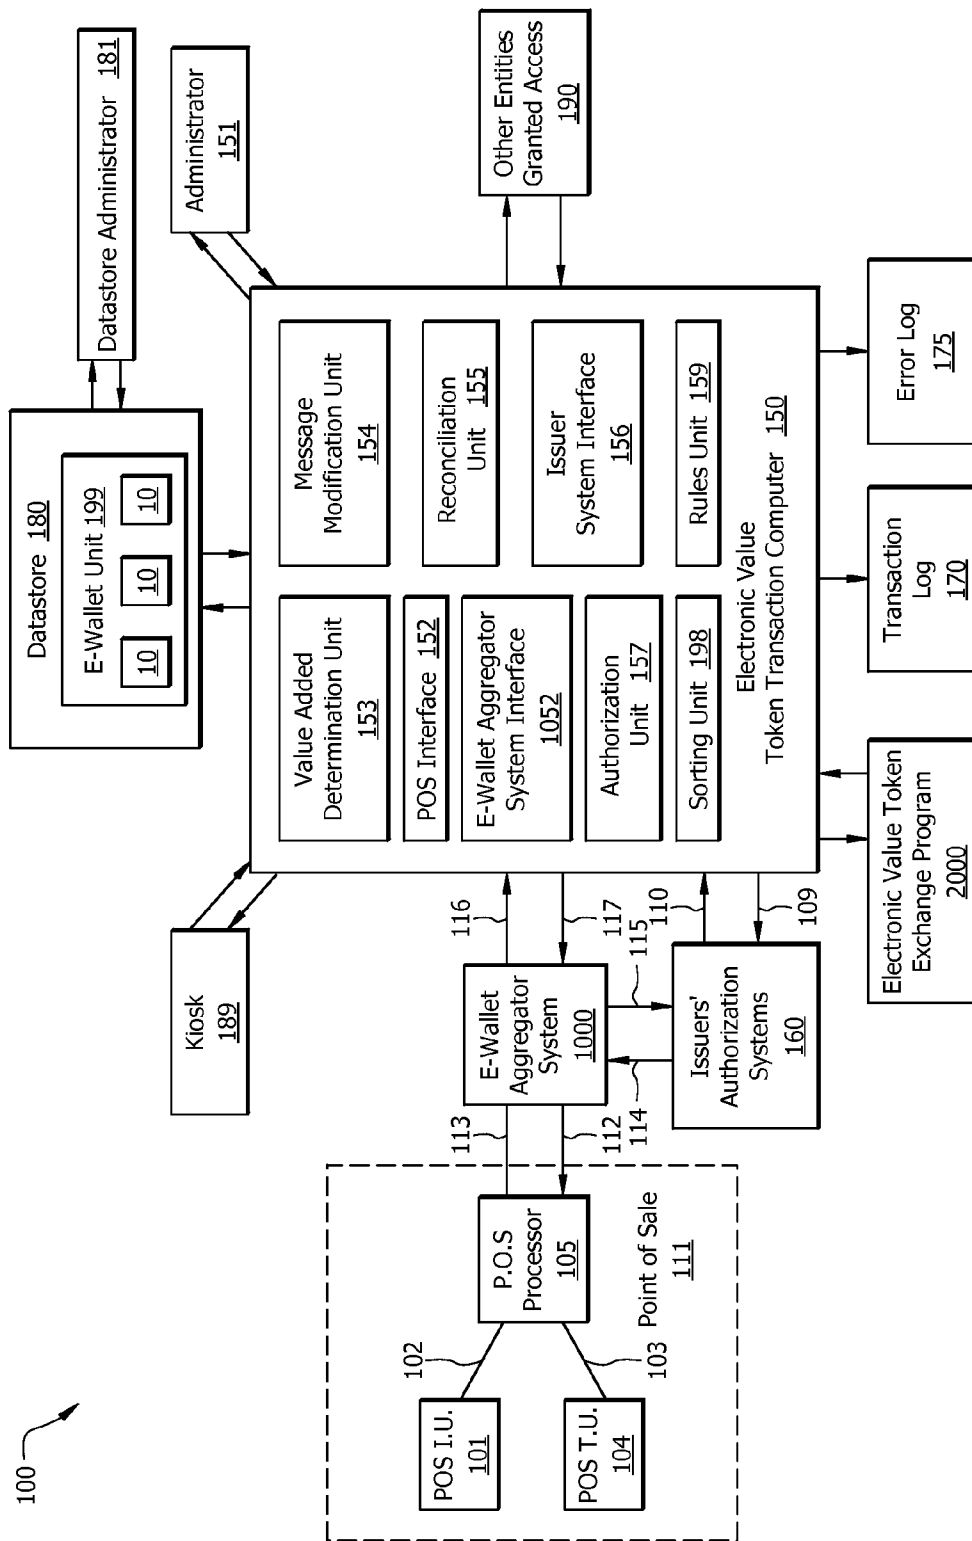 100
Datastore 180
E-Wallet Unit 199
10
10
10
Datastore Administrator 181
Kiosk
189
Administrator
151
Value Added
Determination Unit
153
Message
Modification Unit
154
POS Interface 152
Reconciliation
Unit
155
E-Wallet Aggregator
System Interface
1052
Issuer
System Interface
156
Authorization
Unit
157
Sorting Unit 198
Rules Unit 159
Electronic Value
Token Transaction Computer 150
Other Entities
Granted Access
190
POS I.U.
101
102
POS T.U.
104
103
P.O.S
Processor
105
Point of Sale
111
113
112
E-Wallet
Aggregator
System
1000
116
117
114
115
Issuers'
Authorization
Systems
160
110
109
Electronic Value Token
Exchange Program
2000
Transaction
Log
170
Error Log
175